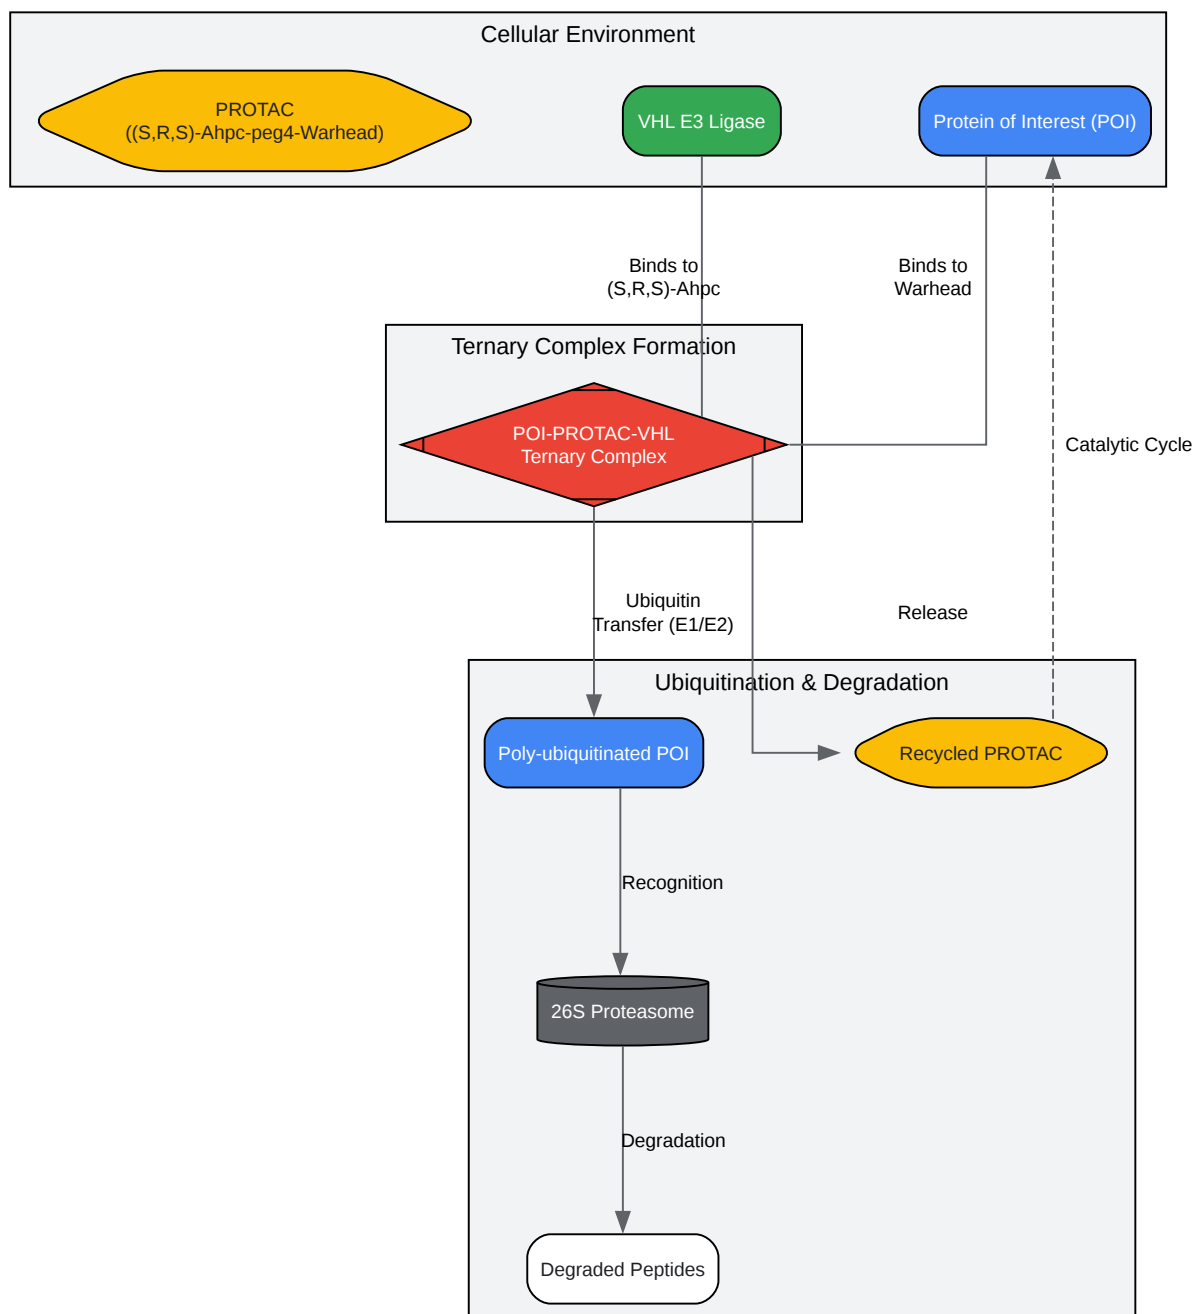 Cellular Environment
PROTAC
((S,R,S)-Ahpc-peg4-Warhead)
VHL E3 Ligase
Protein of Interest (POI)
Binds to
(S,R,S)-Ahpc
Binds to
Warhead
Ternary Complex Formation
POI-PROTAC-VHL
Ternary Complex
Catalytic Cycle
Ubiquitin
Transfer (E1/E2)
Release
Ubiquitination & Degradation
Poly-ubiquitinated POI
Recycled PROTAC
Recognition
26S Proteasome
Degradation
Degraded Peptides